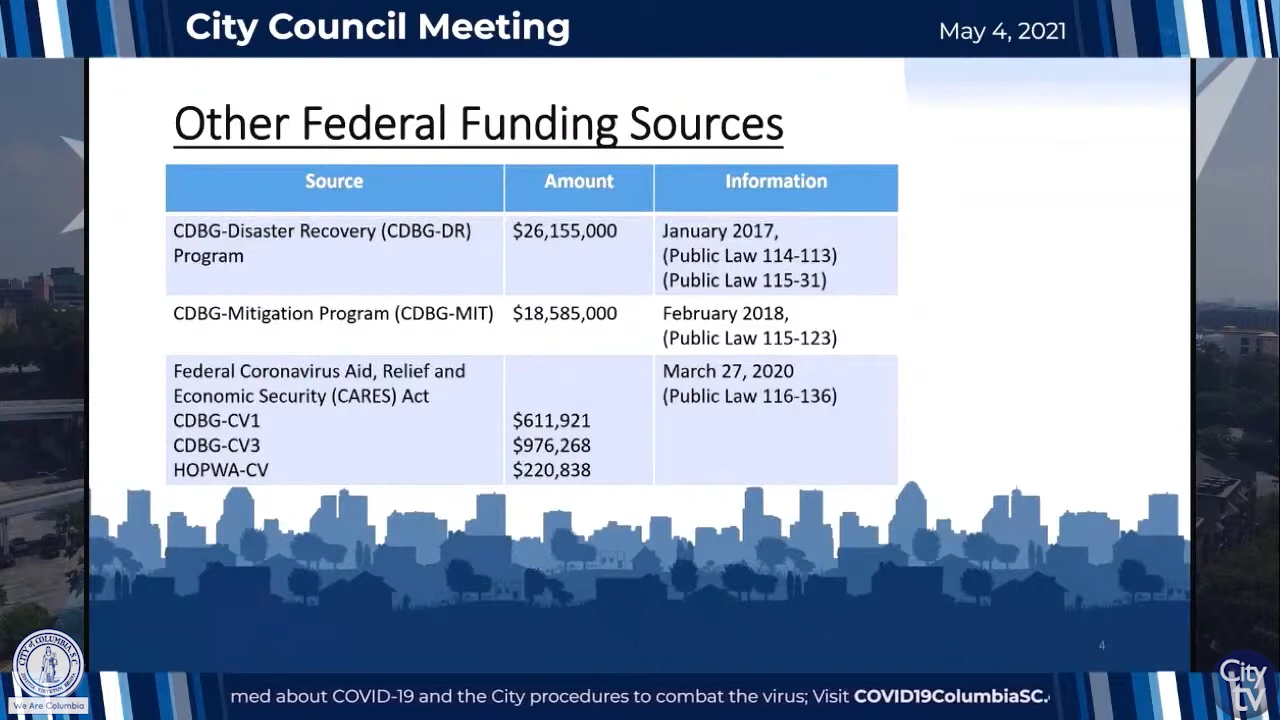 City Council Meeting
May 4, 2021
Other Federal Funding Sources
Source Amount Information
CDBG-Disaster Recovery (CDBG-DR) $26,155,000 January 2017,
Program (Public Law 114-113)
(Public Law 115-31)
CDBG-Mitigation Program (CDBG-MIT) $18,585,000 February 2018,
(Public Law 115-123)
Federal Coronavirus Aid, Relief and March 27, 2020
Economic Security (CARES) Act (Public Law 116-136)
CDBG-CV1 $611,921
CDBG-CV3 $976,268
HOPWA-CV $220,838
4
CITY OF COLUMBIA, S.C.
We Are Columbia
med about COVID-19 and the City procedures to combat the virus; Visit COVID19ColumbiaSC.
City
tv